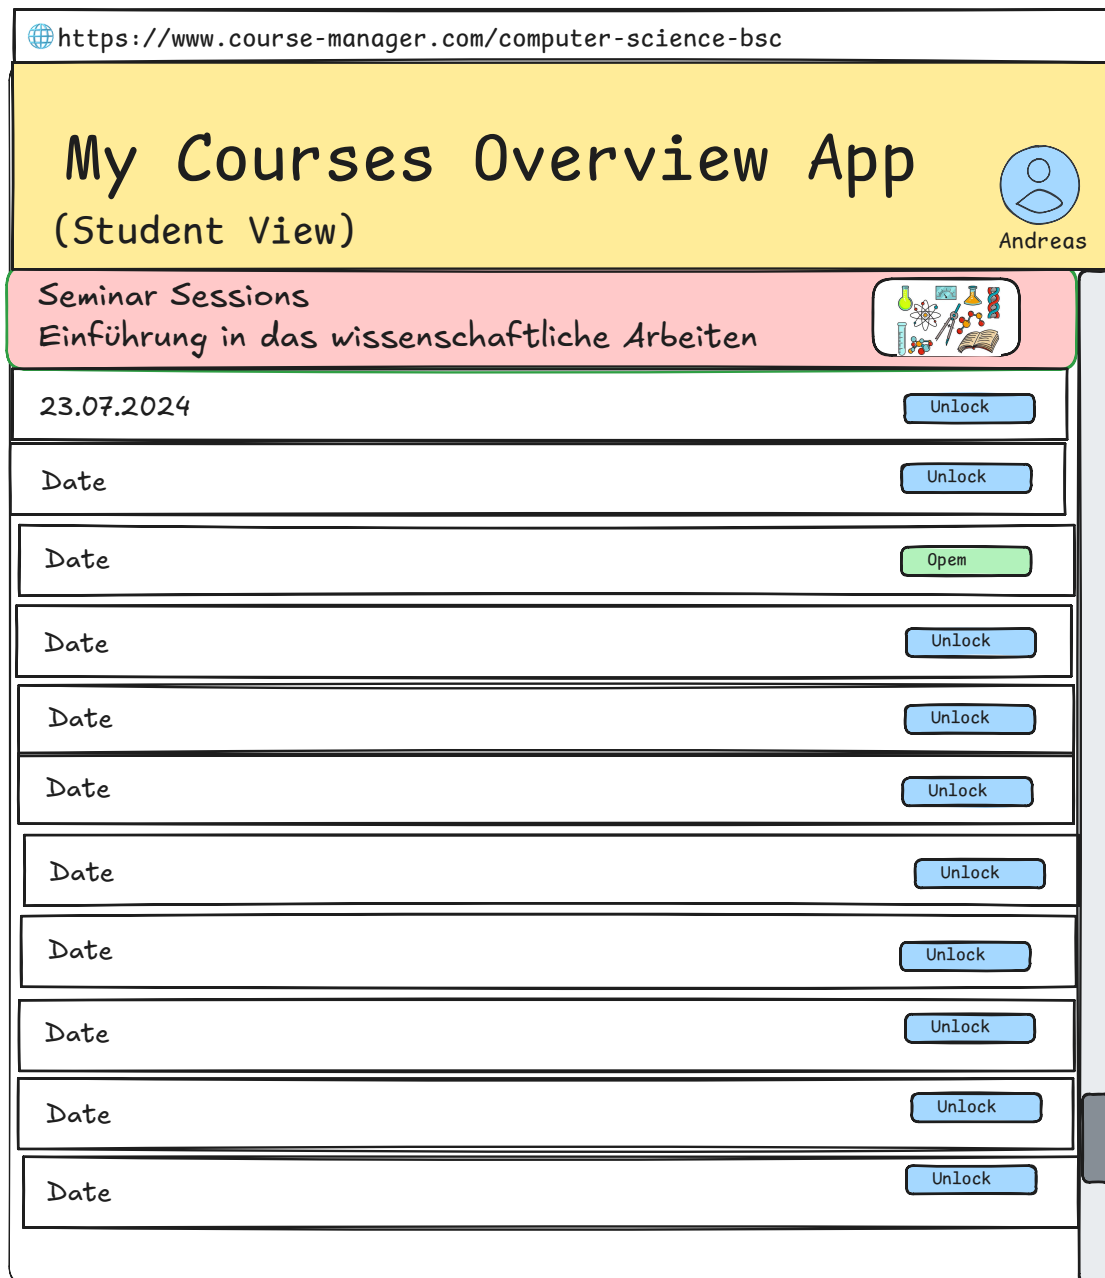 https://www.course-manager.com/computer-science-bsc
My Courses Overview App
(Student View)
Andreas
Seminar Sessions
Einführung in das wissenschaftliche Arbeiten
23.07.2024
Unlock
Date
Unlock
Date
Opem
Date
Unlock
Date
Unlock
Date
Unlock
Date
Unlock
Date
Unlock
Date
Unlock
Date
Unlock
Date
Unlock